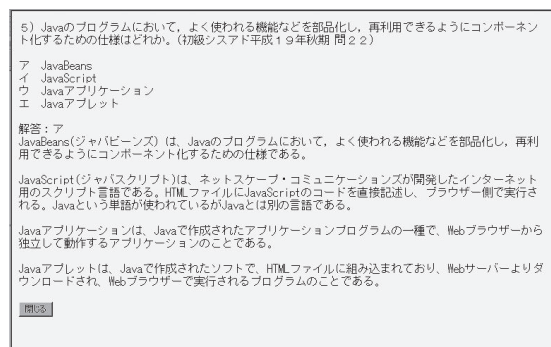 5) Javaのプログラムにおいて，よく使われる機能などを部品化し，再利用できるようにコンポーネン
ト化するための仕様はどれか。(初級シスアド平成１９年秋期 問２２)
ア　JavaBeans
イ　JavaScript
ウ　Javaアプリケーション
エ　Javaアプレット
解答：ア
JavaBeans(ジャバビーンズ) は、Javaのプログラムにおいて，よく使われる機能などを部品化し，再利
用できるようにコンポーネント化するための仕様である。
JavaScript(ジャバスクリプト)は、ネットスケープ・コミュニケーションズが開発したインターネット
用のスクリプト言語である。HTMLファイルにJavaScriptのコードを直接記述し、ブラウザー側で実行さ
れる。Javaという単語が使われているがJavaとは別の言語である。
Javaアプリケーションは、Javaで作成されたアプリケーションプログラムの一種で、Webブラウザーから
独立して動作するアプリケーションのことである。
Javaアプレットは、Javaで作成されたソフトで、HTMLファイルに組み込まれており、Webサーバーよりダ
ウンロードされ、Webブラウザーで実行されるプログラムのことである。
閉じる